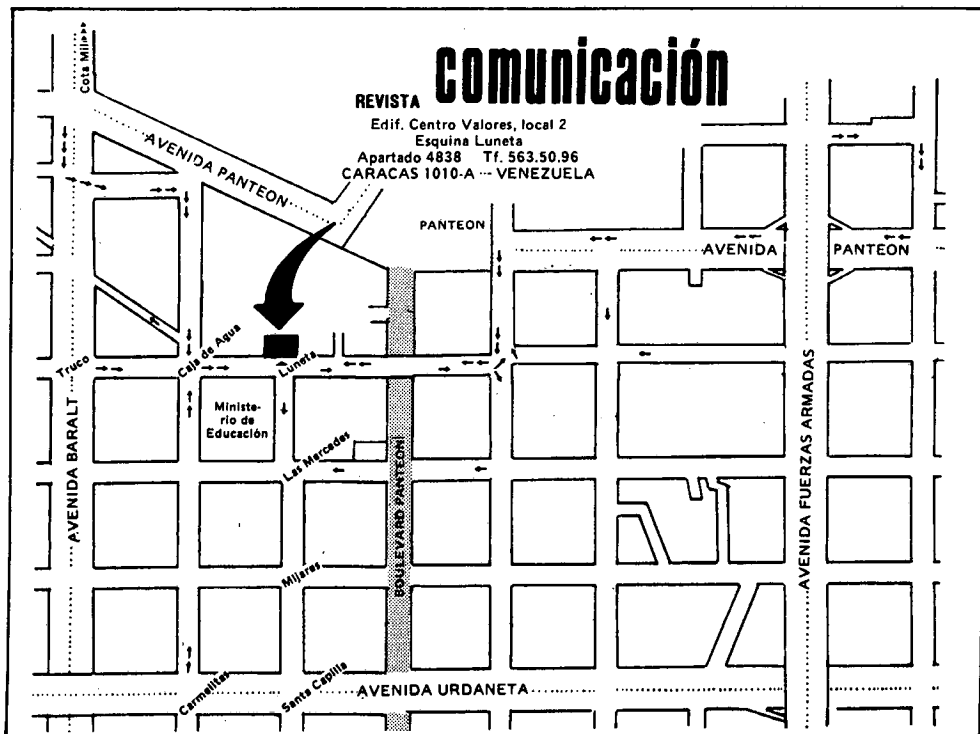 comunicación
REVISTA
Edif. Centro Valores, local 2
Esquina Luneta
Apartado 4838 Tf. 563.50.96
CARACAS 1010-A -- VENEZUELA
AVENIDA PANTEON
PANTEON
AVENIDA PANTEON
Truco
Caja de Agua
Luneta
Ministe-
rio de
Educación
Las Mercedes
AVENIDA BARALT
BOULEVARD PANTEON
AVENIDA FUERZAS ARMADAS
Mijares
Carmelitas
Santa Capilla
AVENIDA URDANETA